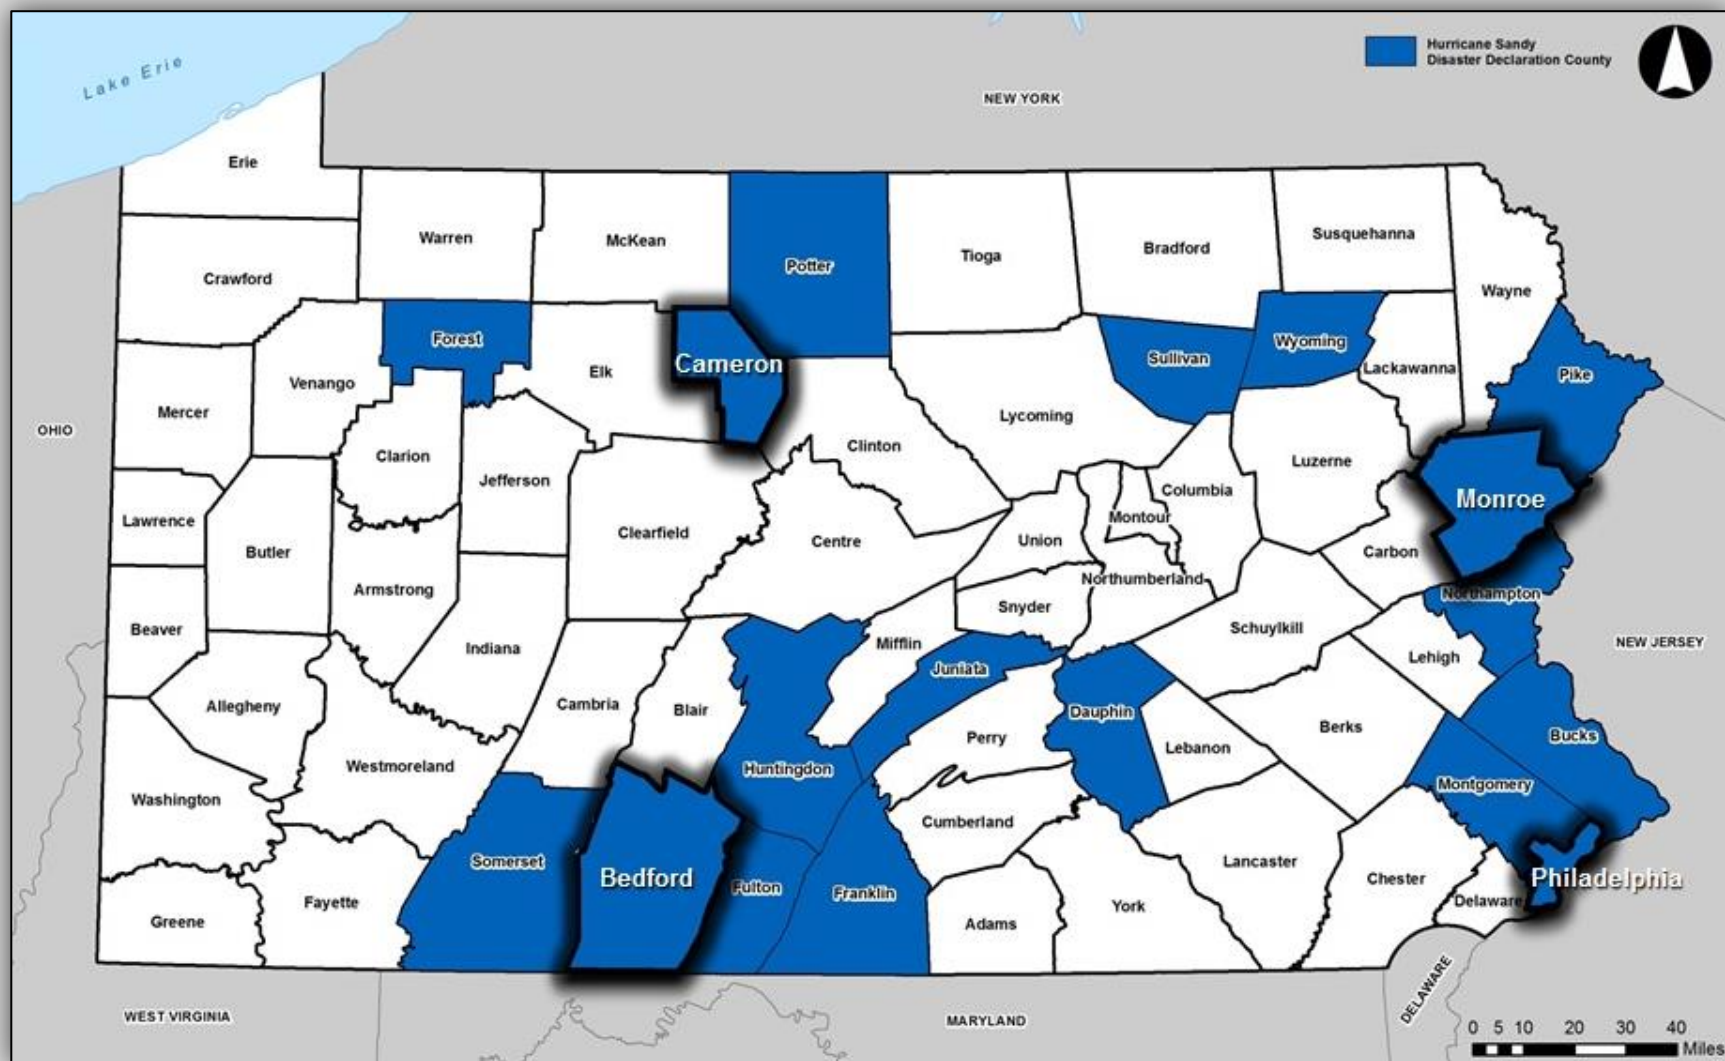 Hurricane Sandy
Disaster Declaration County
Lake Erie
NEW YORK
Erie
Warren
McKean
Potter
Tioga
Bradford
Susquehanna
Wayne
Crawford
Forest
Cameron
Elk
Sullivan
Wyoming
Lackawanna
Pike
Venango
Mercer
OHIO
Lycoming
Clinton
Clarion
Jefferson
Luzerne
Columbia
Monroe
Lawrence
Montour
Clearfield
Butler
Centre
Union
Carbon
Armstrong
Northumberland
Northampton
Snyder
Beaver
Schuylkill
NEW JERSEY
Indiana
Mifflin
Juniata
Lehigh
Allegheny
Cambria
Blair
Dauphin
Berks
Perry
Lebanon
Bucks
Westmoreland
Huntingdon
Montgomery
Washington
Cumberland
Somerset
Bedford
Fulton
Franklin
Lancaster
Chester
Philadelphia
Delaware
Greene
Fayette
Adams
York
WEST VIRGINIA
MARYLAND
DELAWARE
0 5 10 20 30 40
Miles